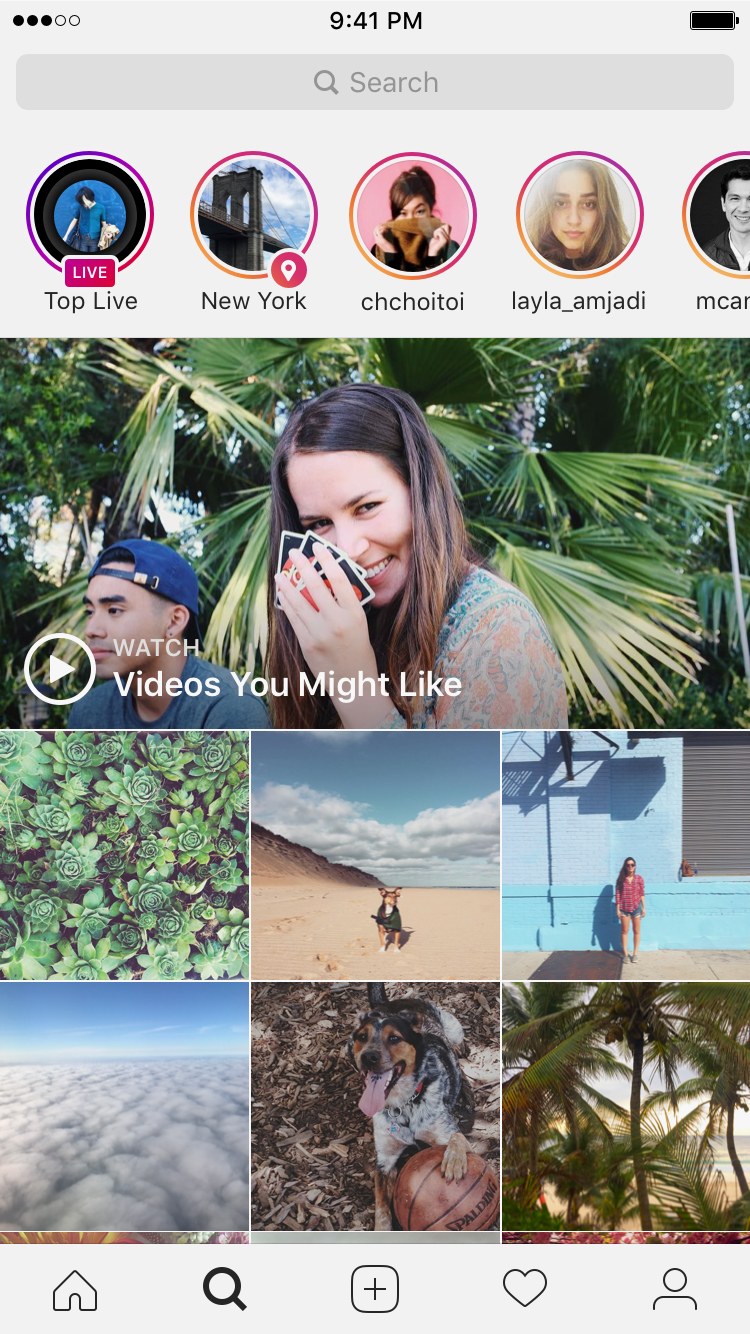 9:41 PM
Search
LIVE
Top Live
New York
chchoitoi
layla_amjadi
mcar
WATCH
Videos You Might Like
SPALDING